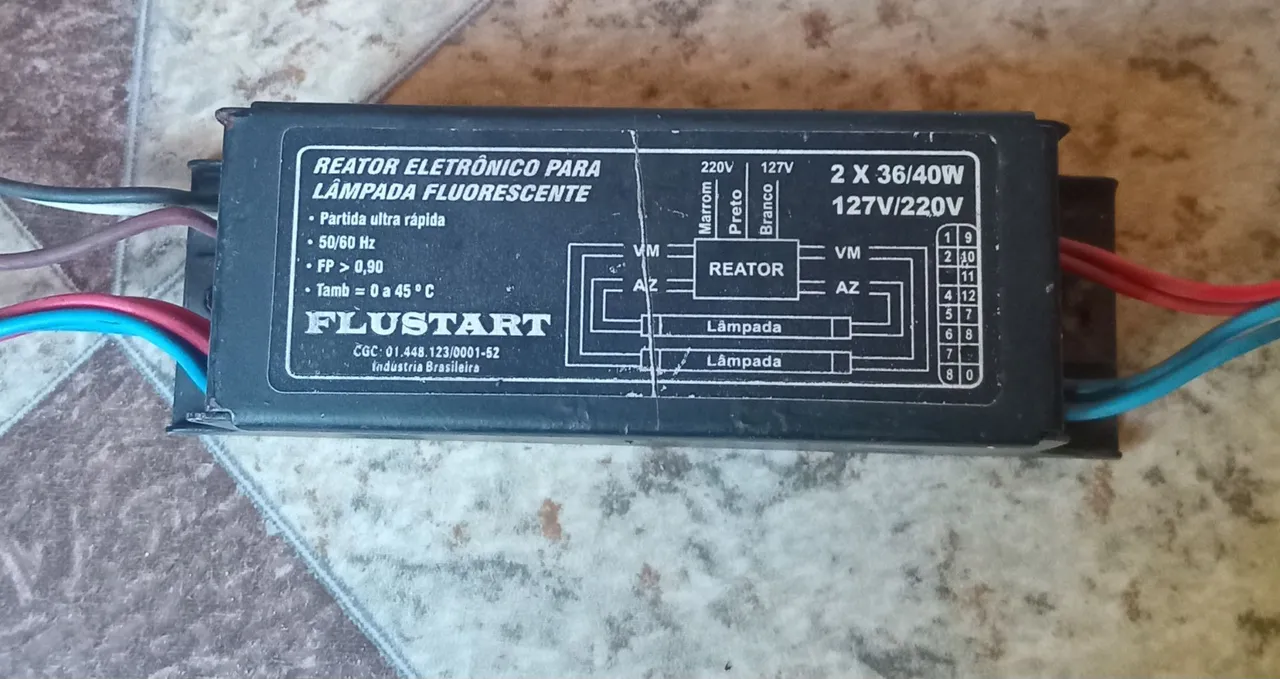 REATOR ELETRÔNICO PARA
LÂMPADA FLUORESCENTE
• Partida ultra rápida
• 50/60 Hz
• FP > 0,90
• Tamb = 0 a 45 º C
FLUSTART
CGC: 01.448.123/0001-52
Indústria Brasileira
220V 127V
Marrom
Preto
Branco
VM REATOR VM
AZ AZ
Lâmpada
Lâmpada
2 X 36/40W
127V/220V
1 9
2 10
11
4 12
5 7
6 8
7
8 0